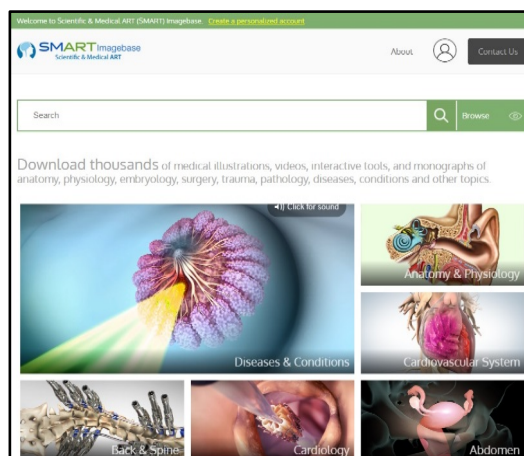 Welcome to Scientific & Medical ART (SMART) Imagebase. Create a personalized account
SMART Imagebase
Scientific & Medical ART
About
Contact Us
Search
Browse
Download thousands of medical illustrations, videos, interactive tools, and monographs of
anatomy, physiology, embryology, surgery, trauma, pathology, diseases, conditions and other topics.
Click for sound
Anatomy & Physiology
Diseases & Conditions
Cardiovascular System
Back & Spine
Cardiology
Abdomen